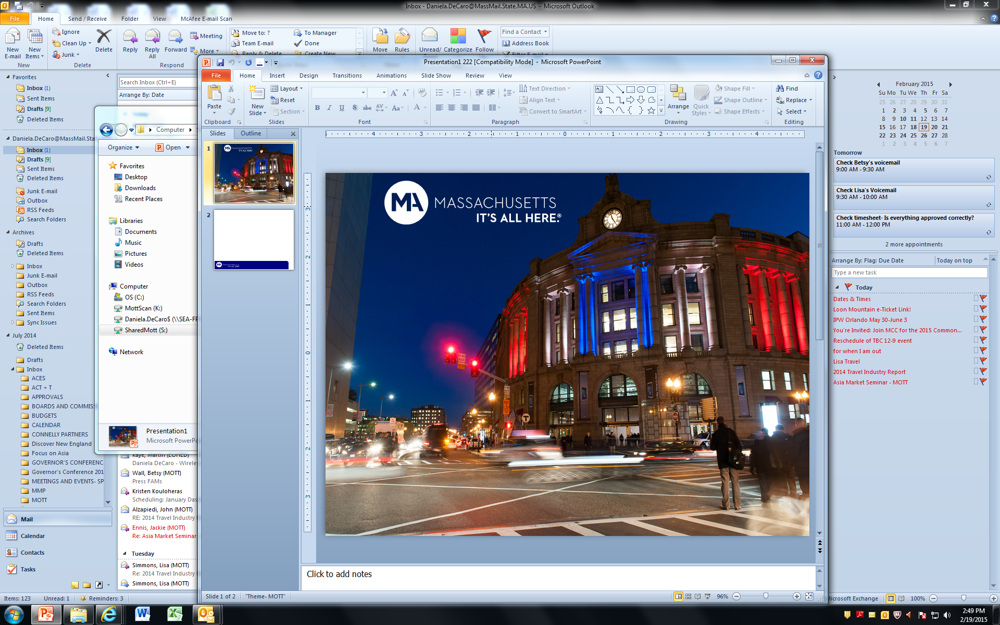 Inbox - Daniela.DeCaro@MassMail.State.MA.US - Microsoft Outlook
File Home Send / Receive Folder View McAfee E-mail Scan
New E-mail
New Items
New
Ignore
Clean Up
Junk
Delete
Delete
Reply
Reply All
Forward
Meeting
More
Respond
Move to: ?
Team E-mail
Reply & Delete
To Manager
Done
Create New
Move
Rules
Unread/
Categorize
Follow
Find a Contact
Address Book
Filter E-mail
Favorites
Inbox (1)
Sent Items
Drafts [9]
Deleted Items
Daniela.DeCaro@MassMail.Sta
Inbox (1)
Drafts [9]
Sent Items
Deleted Items
Junk E-mail
Outbox
RSS Feeds
Search Folders
Archives
Drafts
Deleted Items
Inbox
Junk E-mail
Outbox
RSS Feeds
Search Folders
Sent Items
Sync Issues
July 2014
Deleted Items
Drafts
Inbox
ACES
ACT + T
APPROVALS
BOARDS AND COMMISS
BUDGETS
CALENDAR
CONNELLY PARTNERS
Discover New England
Focus on Asia
GOVERNOR'S CONFERENC
Governor's Conference 201
MEETINGS AND EVENTS- SP
MMP
MOTT
Mail
Calendar
Contacts
Tasks
Items: 123 Unread: 1 Reminders: 3
Search Inbox (Ctrl+E)
Arrange By: Date
Computer
Organize Open
Favorites
Desktop
Downloads
Recent Places
Libraries
Documents
Music
Pictures
Videos
Computer
OS (C:)
MottScan (K:)
Daniela.DeCaro$ (\\SEA-FP
SharedMott (S:)
Network
Presentation1
Microsoft PowerPo
Kaye, Martin (EOHED)
Daniela DeCaro - Wireles
Wall, Betsy (MOTT)
Press FAMs
Kristen Kouloheras
Scheduling: January Das
Alzapiedi, John (MOTT)
RE: 2014 Travel Industry
Ennis, Jackie (MOTT)
Re: Asia Market Seminar
Tuesday
Simmons, Lisa (MOTT)
Re: 2014 Travel Industry
Simmons, Lisa (MOTT)
Presentation1 222 [Compatibility Mode] - Microsoft PowerPoint
File Home Insert Design Transitions Animations Slide Show Review View
Paste
Clipboard
New Slide
Layout
Reset
Section
Slides
B I U S abc AV Aa A
Font
Text Direction
Align Text
Convert to SmartArt
Paragraph
Arrange
Quick Styles
Shape Fill
Shape Outline
Shape Effects
Drawing
Find
Replace
Select
Editing
Slides Outline
1
MA MASSACHUSETTS
IT'S ALL HERE.
2
MA MASSACHUSETTS
IT'S ALL HERE.
4 3 2 1 0 1 2 3 4
3
2
1
0
1
2
3
MA MASSACHUSETTS
IT'S ALL HERE.®
T
Click to add notes
Slide 1 of 2 "Theme- MOTT" 96%
February 2015
Su Mo Tu We Th Fr Sa
25 26 27 28 29 30 31
1 2 3 4 5 6 7
8 9 10 11 12 13 14
15 16 17 18 19 20 21
22 23 24 25 26 27 28
1 2 3 4 5 6 7
Tomorrow
Check Betsy's voicemail
9:00 AM - 9:30 AM
Check Lisa's Voicemail
9:30 AM - 10:00 AM
Check timesheet- Is everything approved correctly?
11:00 AM - 12:00 PM
2 more appointments
Arrange By: Flag: Due Date Today on top
Type a new task
Today
Dates & Times
Loon Mountain e-Ticket Link!
IPW Orlando May 30-June 3
You're Invited: Join MCC for the 2015 Common...
Reschedule of TBC 12-9 event
for when I am out
Lisa Travel
2014 Travel Industry Report
Asia Market Seminar - MOTT
Microsoft Exchange 100%
2:49 PM
2/19/2015